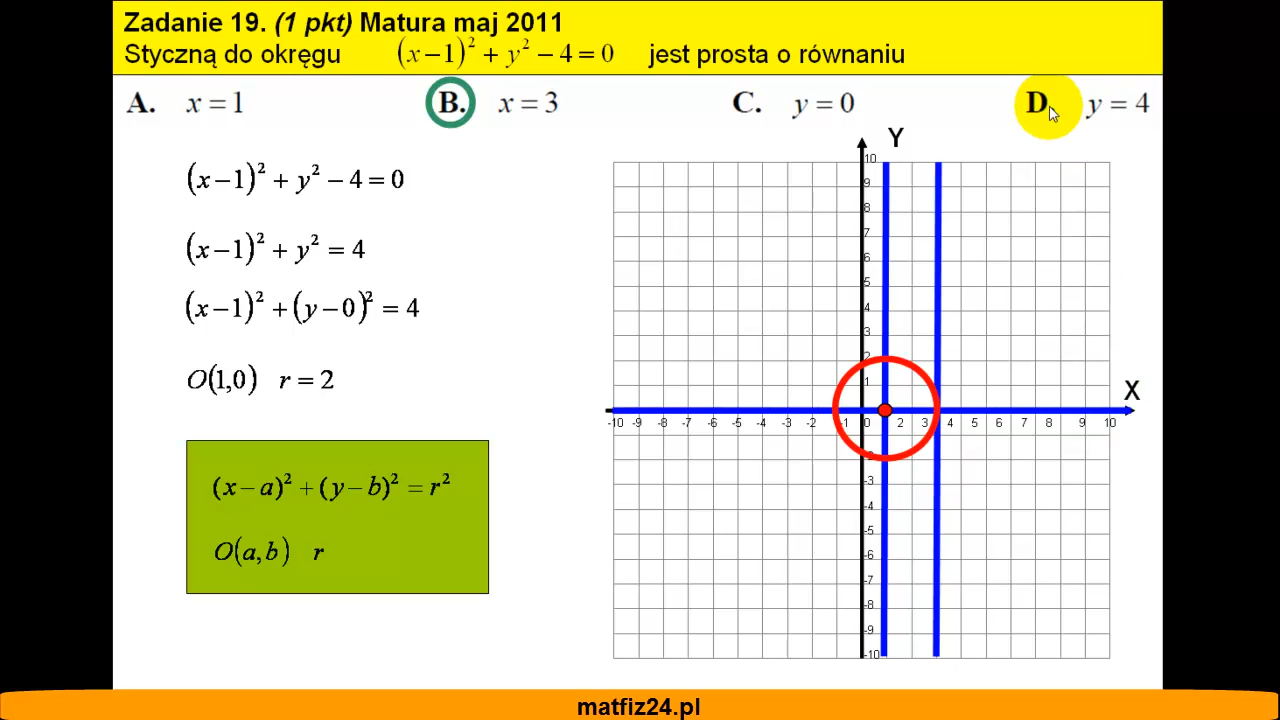 Zadanie 19. (1 pkt) Matura maj 2011
Styczną do okręgu (x−1)² + y² − 4 = 0 jest prosta o równaniu
A. x = 1 B. x = 3 C. y = 0 D. y = 4
(x−1)² + y² − 4 = 0
(x−1)² + y² = 4
(x−1)² + (y−0)² = 4
O(1,0) r = 2
(x−a)² + (y−b)² = r²
O(a,b) r
Y
10
9
8
7
6
5
4
3
2
1
X
-10 -9 -8 -7 -6 -5 -4 -3 -2 -1 0 2 3 4 5 6 7 8 9 10
-3
-4
-5
-6
-7
-8
-9
-10
matfiz24.pl